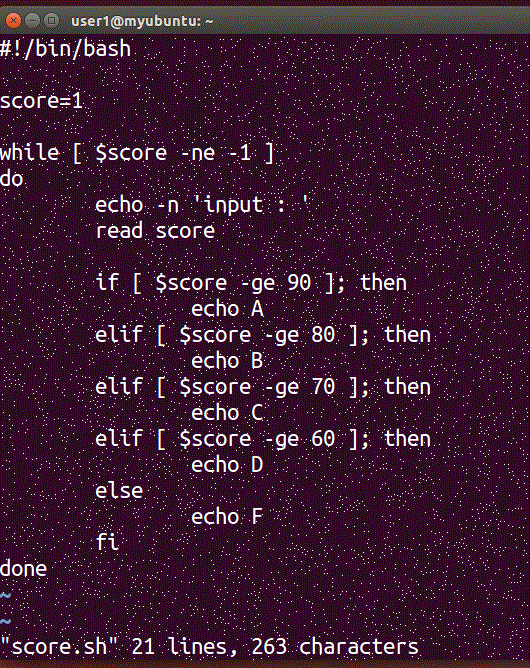 user1@myubuntu: ~
#!/bin/bash

score=1

while [ $score -ne -1 ]
do
        echo -n 'input : '
        read score

        if [ $score -ge 90 ]; then
                echo A
        elif [ $score -ge 80 ]; then
                echo B
        elif [ $score -ge 70 ]; then
                echo C
        elif [ $score -ge 60 ]; then
                echo D
        else
                echo F
        fi
done
~
~
"score.sh" 21 lines, 263 characters